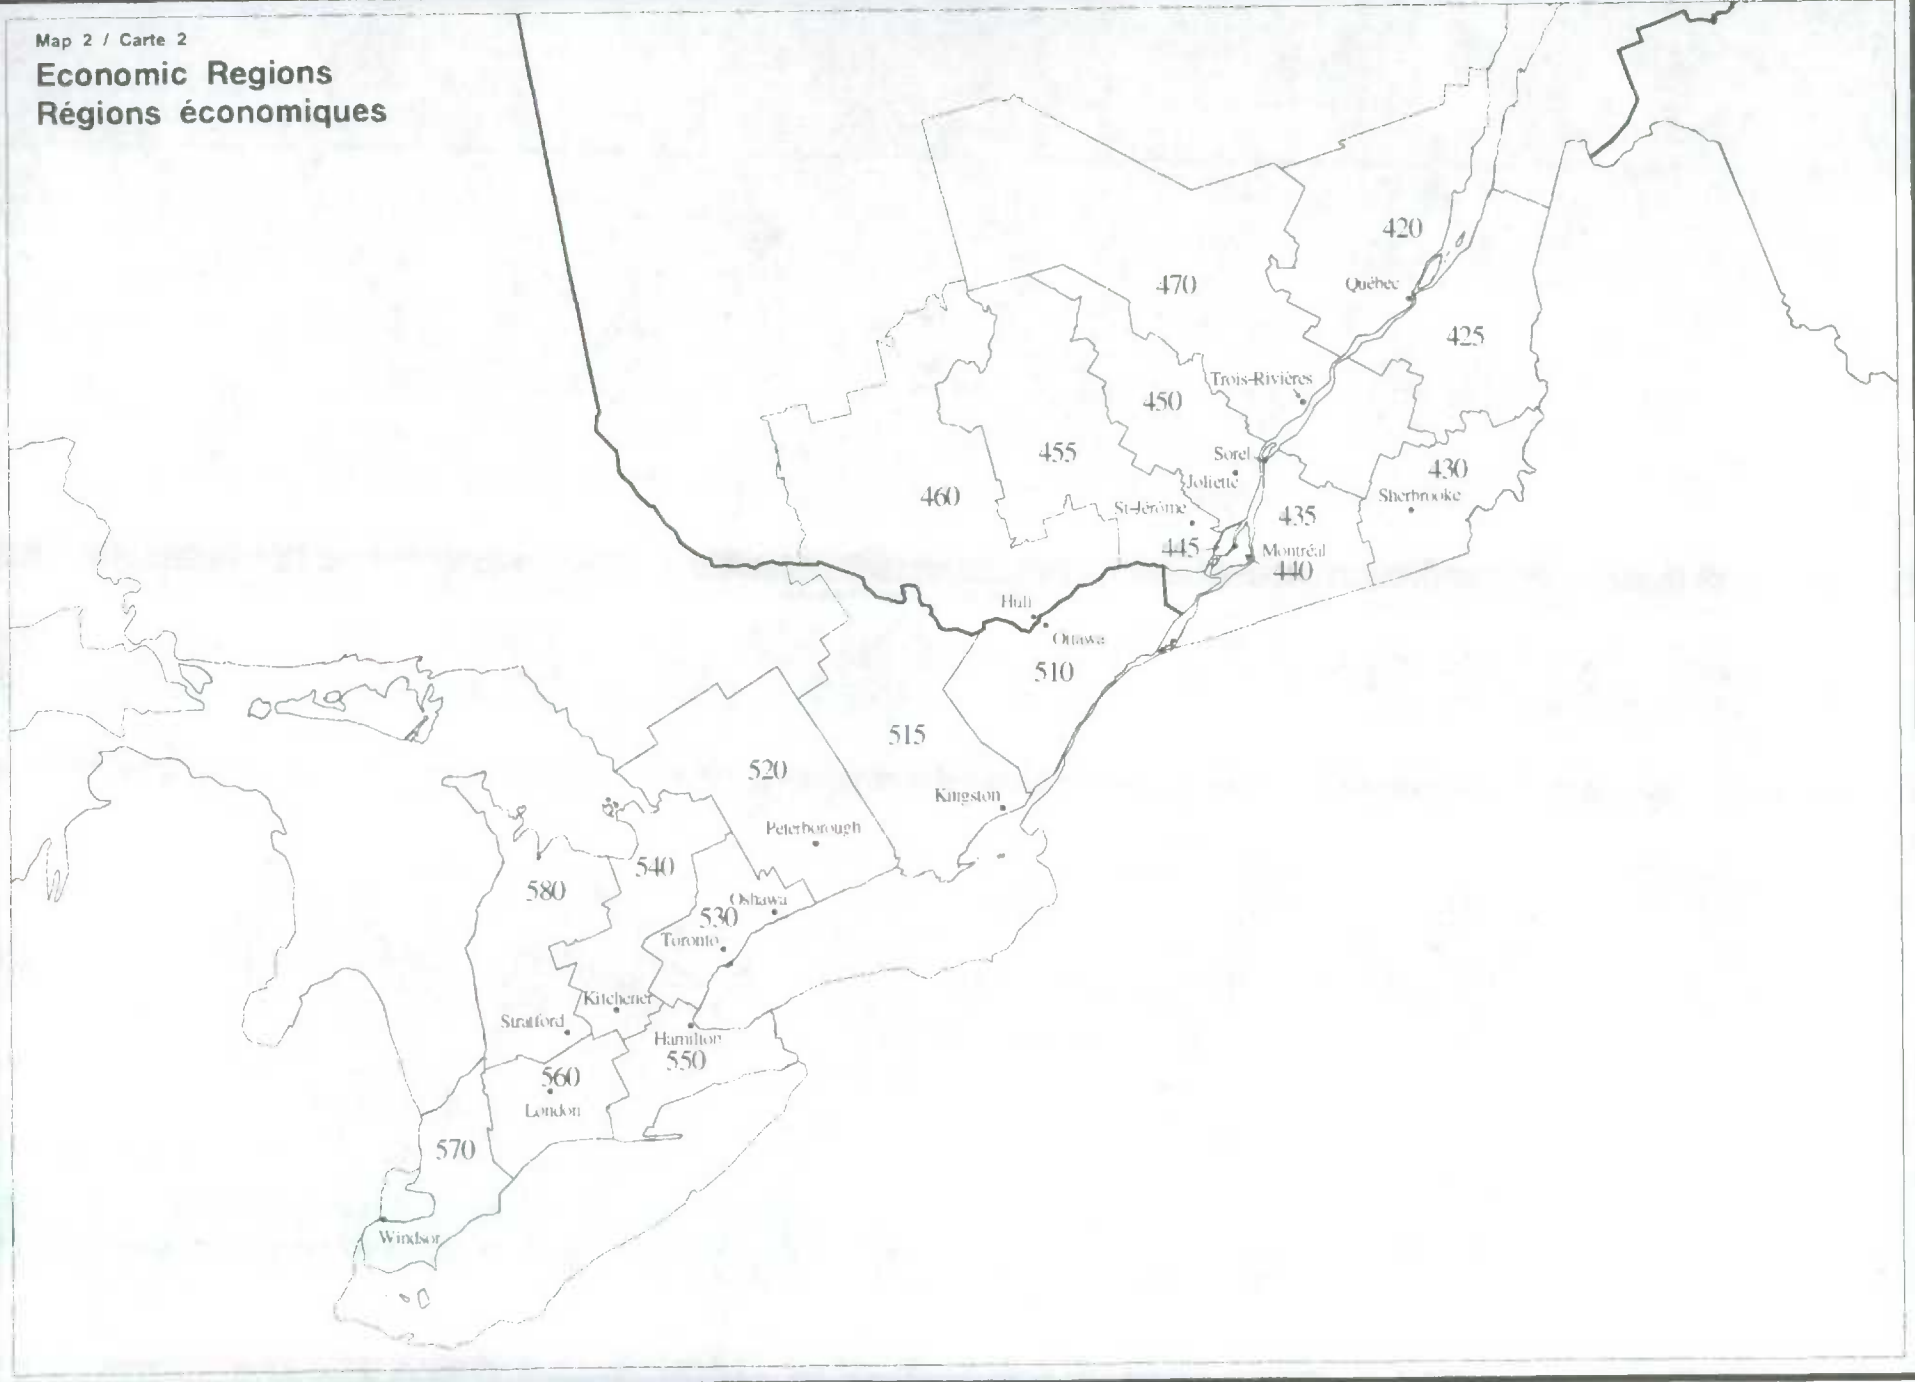 Map 2 / Carte 2
Economic Regions
Régions économiques
420
470
Québec
425
Trois-Rivières
450
455
Sorel
430
Joliette
460
Sherbrooke
St-Jérôme
435
445
Montréal
440
Hull
Ottawa
510
515
520
Kingston
Peterborough
540
580
Oshawa
530
Toronto
Kitchener
Stratford
Hamilton
550
560
London
570
Windsor